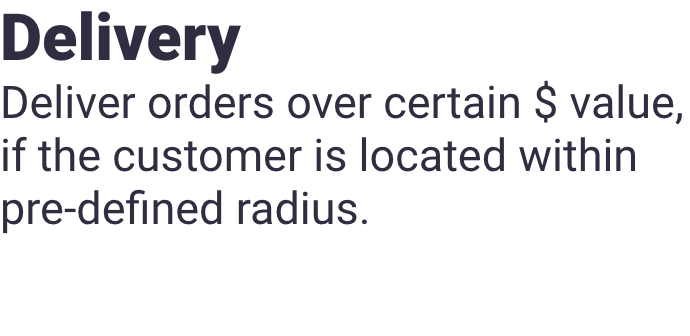 Delivery
Deliver orders over certain $ value,
if the customer is located within
pre-defined radius.